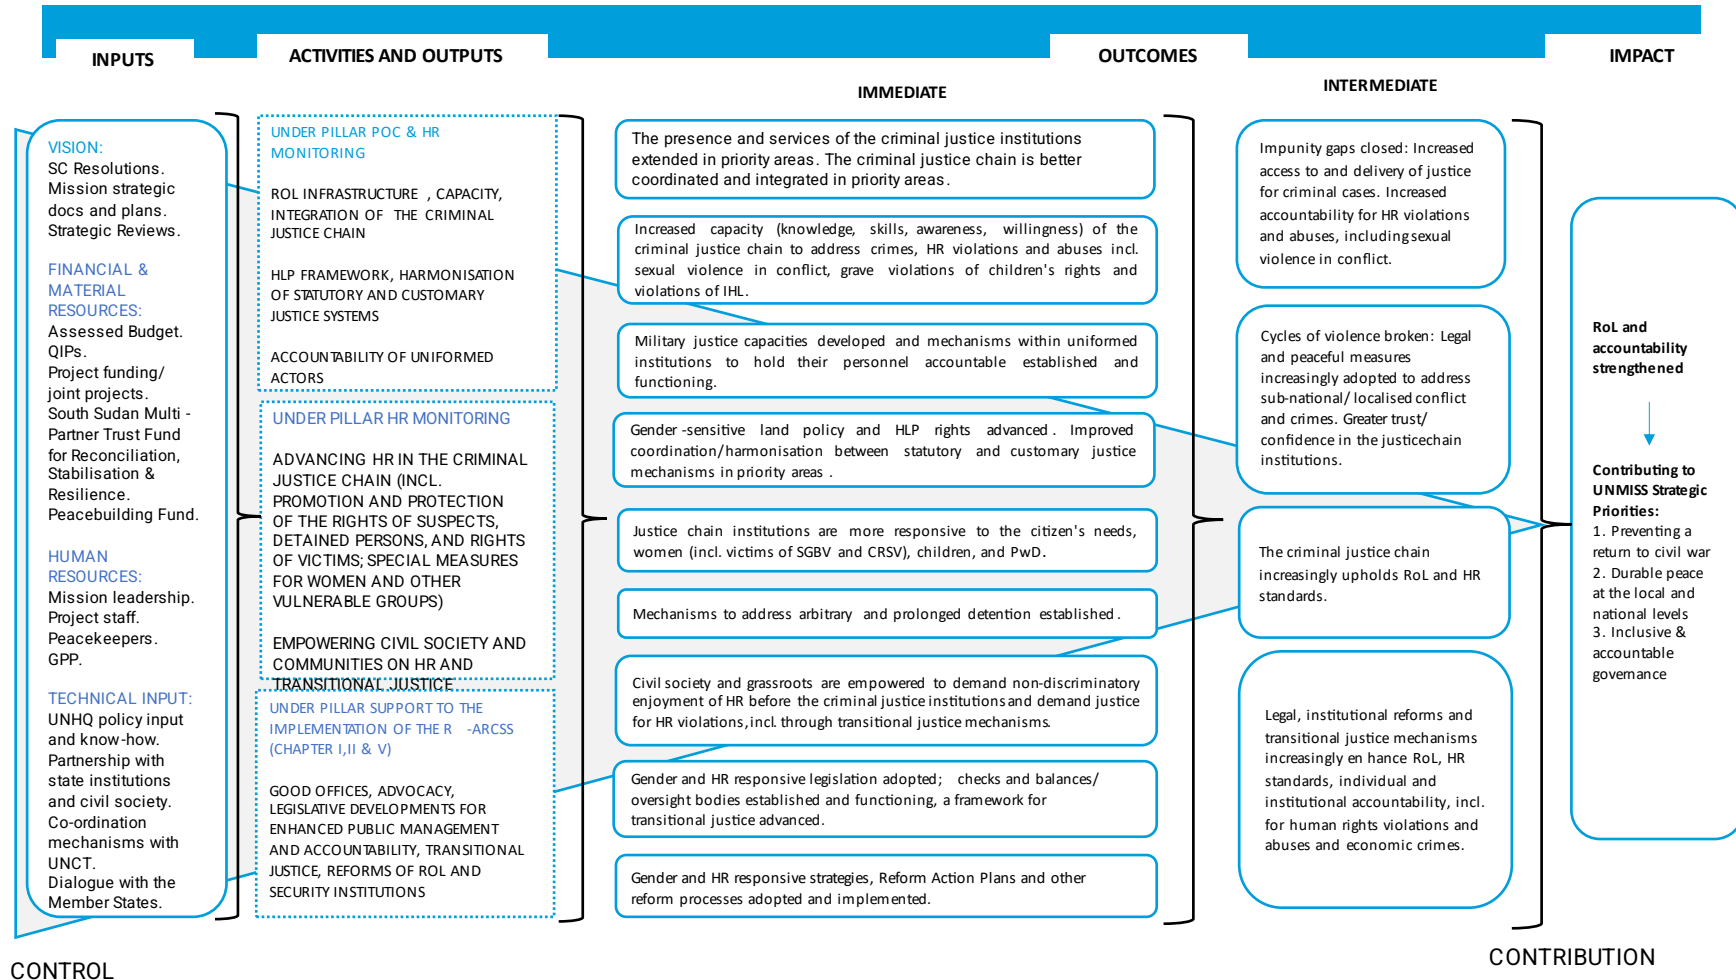 INPUTS
ACTIVITIES AND OUTPUTS
OUTCOMES
IMPACT
IMMEDIATE
INTERMEDIATE
VISION:
SC Resolutions.
Mission strategic
docs and plans.
Strategic Reviews.
FINANCIAL &
MATERIAL
RESOURCES:
Assessed Budget.
QIPs.
Project funding/
joint projects.
South Sudan Multi -
Partner Trust Fund
for Reconciliation,
Stabilisation &
Resilience.
Peacebuilding Fund.
HUMAN
RESOURCES:
Mission leadership.
Project staff.
Peacekeepers.
GPP.
TECHNICAL INPUT:
UNHQ policy input
and know-how.
Partnership with
state institutions
and civil society.
Co-ordination
mechanisms with
UNCT.
Dialogue with the
Member States.
UNDER PILLAR POC & HR
MONITORING
ROL INFRASTRUCTURE , CAPACITY,
INTEGRATION OF THE CRIMINAL
JUSTICE CHAIN
HLP FRAMEWORK, HARMONISATION
OF STATUTORY AND CUSTOMARY
JUSTICE SYSTEMS
ACCOUNTABILITY OF UNIFORMED
ACTORS
UNDER PILLAR HR MONITORING
ADVANCING HR IN THE CRIMINAL
JUSTICE CHAIN (INCL.
PROMOTION AND PROTECTION
OF THE RIGHTS OF SUSPECTS,
DETAINED PERSONS, AND RIGHTS
OF VICTIMS; SPECIAL MEASURES
FOR WOMEN AND OTHER
VULNERABLE GROUPS)
EMPOWERING CIVIL SOCIETY AND
COMMUNITIES ON HR AND
TRANSITIONAL JUSTICE
UNDER PILLAR SUPPORT TO THE
IMPLEMENTATION OF THE R -ARCSS
(CHAPTER I,II & V)
GOOD OFFICES, ADVOCACY,
LEGISLATIVE DEVELOPMENTS FOR
ENHANCED PUBLIC MANAGEMENT
AND ACCOUNTABILITY, TRANSITIONAL
JUSTICE, REFORMS OF ROL AND
SECURITY INSTITUTIONS
The presence and services of the criminal justice institutions
extended in priority areas. The criminal justice chain is better
coordinated and integrated in priority areas.
Increased capacity (knowledge, skills, awareness, willingness) of the
criminal justice chain to address crimes, HR violations and abuses incl.
sexual violence in conflict, grave violations of children's rights and
violations of IHL.
Military justice capacities developed and mechanisms within uniformed
institutions to hold their personnel accountable established and
functioning.
Gender -sensitive land policy and HLP rights advanced . Improved
coordination/harmonisation between statutory and customary justice
mechanisms in priority areas .
Justice chain institutions are more responsive to the citizen's needs,
women (incl. victims of SGBV and CRSV), children, and PwD.
Mechanisms to address arbitrary and prolonged detention established .
Civil society and grassroots are empowered to demand non-discriminatory
enjoyment of HR before the criminal justice institutions and demand justice
for HR violations, incl. through transitional justice mechanisms.
Gender and HR responsive legislation adopted; checks and balances/
oversight bodies established and functioning, a framework for
transitional justice advanced.
Gender and HR responsive strategies, Reform Action Plans and other
reform processes adopted and implemented.
Impunity gaps closed: Increased
access to and delivery of justice
for criminal cases. Increased
accountability for HR violations
and abuses, including sexual
violence in conflict.
Cycles of violence broken: Legal
and peaceful measures
increasingly adopted to address
sub-national/ localised conflict
and crimes. Greater trust/
confidence in the justicechain
institutions.
The criminal justice chain
increasingly upholds RoL and HR
standards.
Legal, institutional reforms and
transitional justice mechanisms
increasingly en hance RoL, HR
standards, individual and
institutional accountability, incl.
for human rights violations and
abuses and economic crimes.
RoL and
accountability
strengthened
Contributing to
UNMISS Strategic
Priorities:
1. Preventing a
return to civil war
2. Durable peace
at the local and
national levels
3. Inclusive &
accountable
governance
CONTROL
CONTRIBUTION